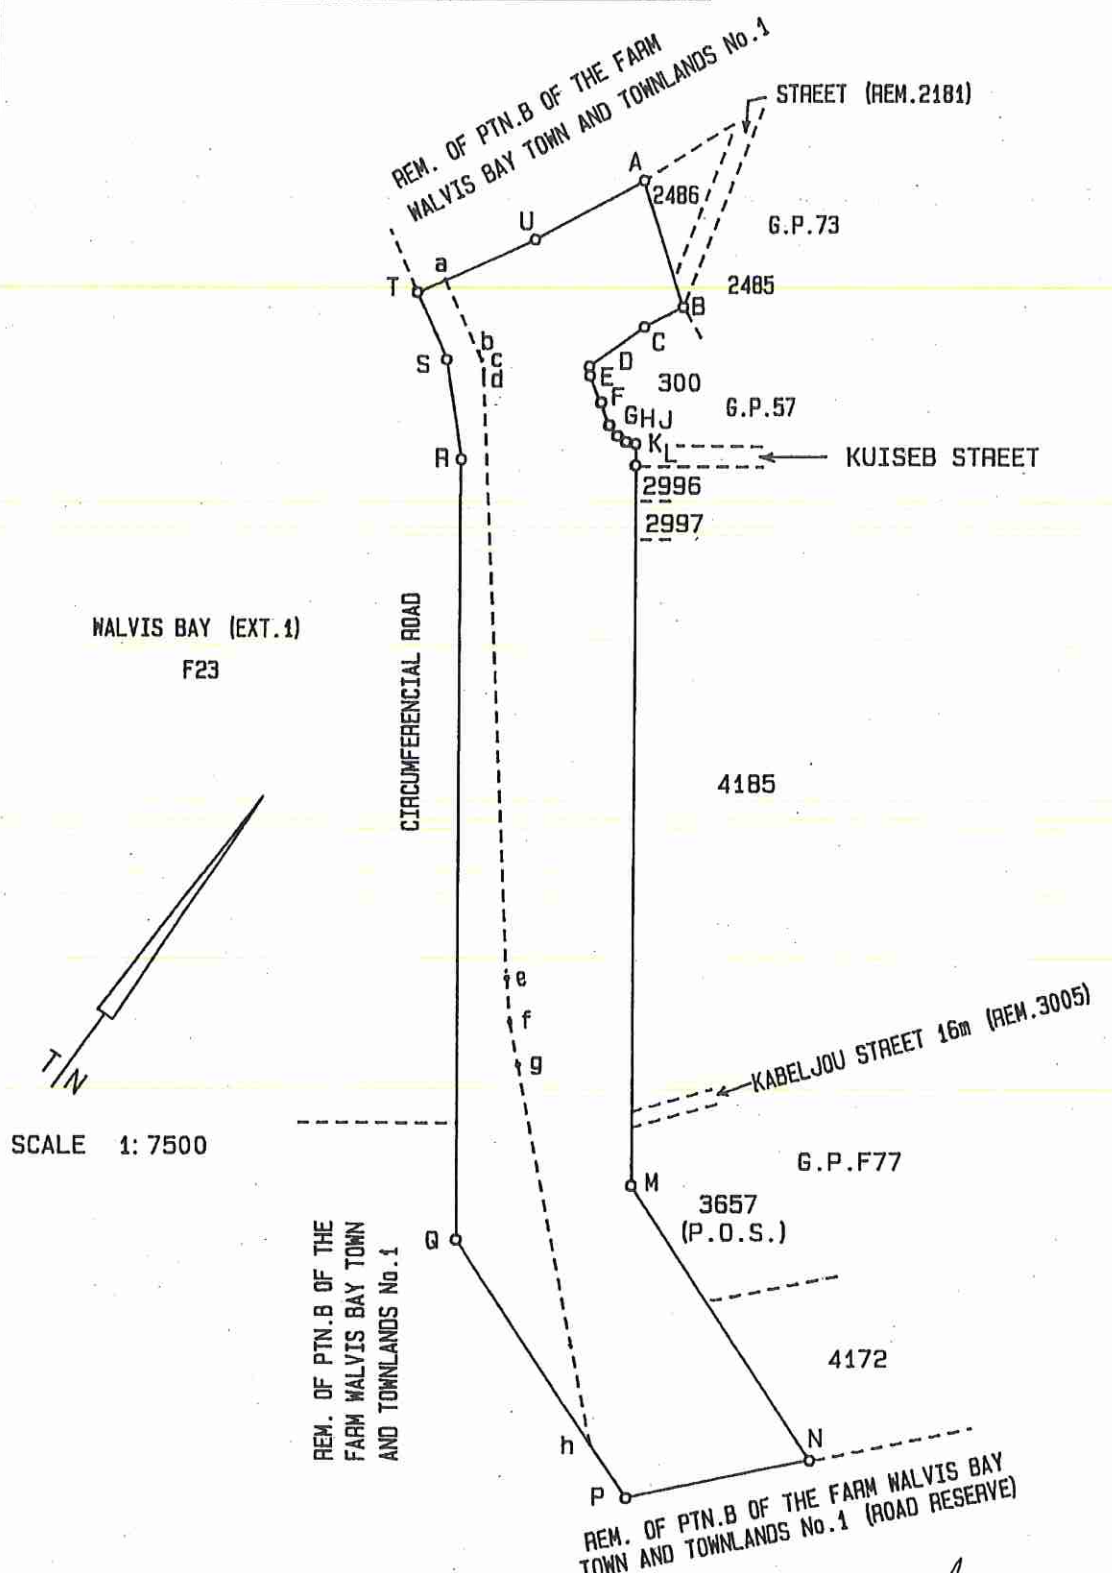 REM. OF PTN.B OF THE FARM
WALVIS BAY TOWN AND TOWNLANDS No.1
STREET (REM.2181)
A
2486
U
G.P.73
a
T
2485
B
b
C
S
c
D
d
E
300
F
G.P.57
G H J
K
L
R
KUISEB STREET
2996
2997
WALVIS BAY (EXT.1)
F23
CIRCUMFERENCIAL ROAD
4185
e
f
g
KABELJOU STREET 16m (REM.3005)
T N
SCALE 1:7500
G.P.F77
M
3657
(P.O.S.)
Q
REM. OF PTN.B OF THE
FARM WALVIS BAY TOWN
AND TOWNLANDS No.1
4172
h
N
P
REM. OF PTN.B OF THE FARM WALVIS BAY
TOWN AND TOWNLANDS No.1 (ROAD RESERVE)